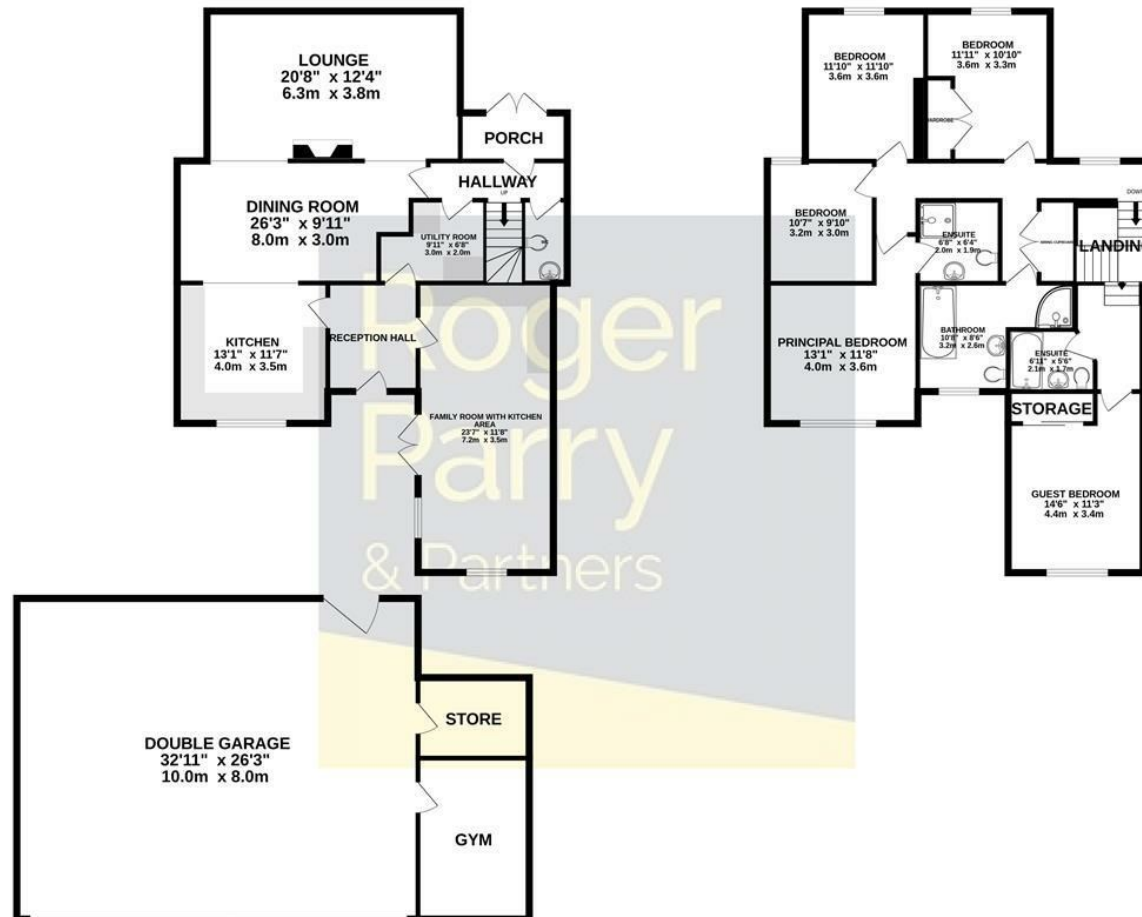 LOUNGE
20'8" x 12'4"
6.3m x 3.8m
PORCH
HALLWAY
UP
DINING ROOM
26'3" x 9'11"
8.0m x 3.0m
UTILITY ROOM
9'11" x 6'8"
3.0m x 2.0m
KITCHEN
13'1" x 11'7"
4.0m x 3.5m
RECEPTION HALL
FAMILY ROOM WITH KITCHEN
AREA
23'7" x 11'8"
7.2m x 3.5m
DOUBLE GARAGE
32'11" x 26'3"
10.0m x 8.0m
STORE
GYM
BEDROOM
11'10" x 11'10"
3.6m x 3.6m
BEDROOM
11'11" x 10'10"
3.6m x 3.3m
BEDROOM
10'7" x 9'10"
3.2m x 3.0m
ENSUITE
6'8" x 6'4"
2.0m x 1.9m
DOWN
LANDING
PRINCIPAL BEDROOM
13'1" x 11'8"
4.0m x 3.6m
BATHROOM
10'8" x 8'6"
3.2m x 2.6m
ENSUITE
6'11" x 5'6"
2.1m x 1.7m
STORAGE
GUEST BEDROOM
14'6" x 11'3"
4.4m x 3.4m
Roger
Parry
& Partners